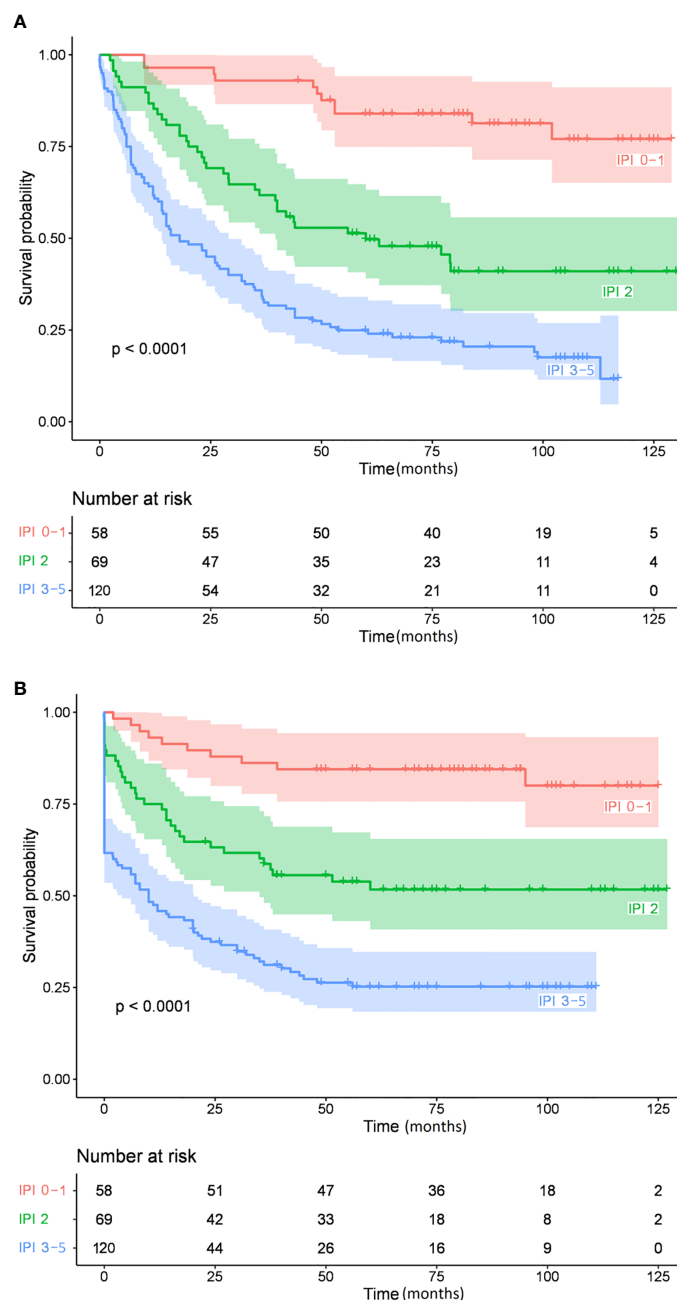 A
1.00
0.75
0.50
0.25
0.00
Survival probability
IPI 0-1
IPI 2
IPI 3-5
p < 0.0001
0 25 50 75 100 125
Time(months)
Number at risk
IPI 0-1 58 55 50 40 19 5
IPI 2 69 47 35 23 11 4
IPI 3-5 120 54 32 21 11 0
0 25 50 75 100 125
Time(months)
B
1.00
0.75
0.50
0.25
0.00
Survival probability
IPI 0-1
IPI 2
IPI 3-5
p < 0.0001
0 25 50 75 100 125
Time (months)
Number at risk
IPI 0-1 58 51 47 36 18 2
IPI 2 69 42 33 18 8 2
IPI 3-5 120 44 26 16 9 0
0 25 50 75 100 125
Time (months)